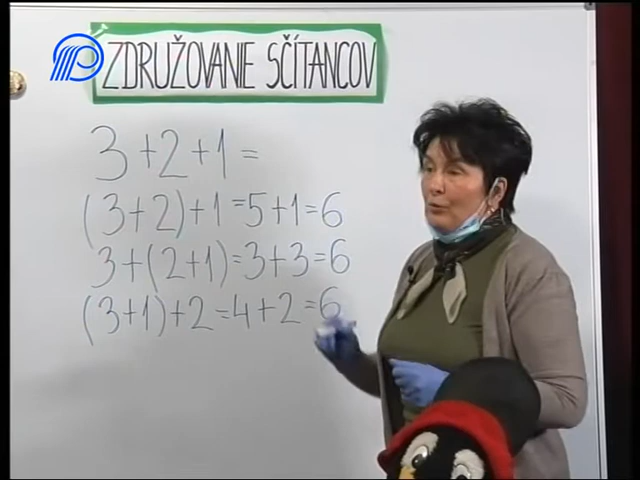 ZDRUŽOVANIE SČÍTANCOV
3+2+1=
(3+2)+1=5+1=6
3+(2+1)=3+3=6
(3+1)+2=4+2=6